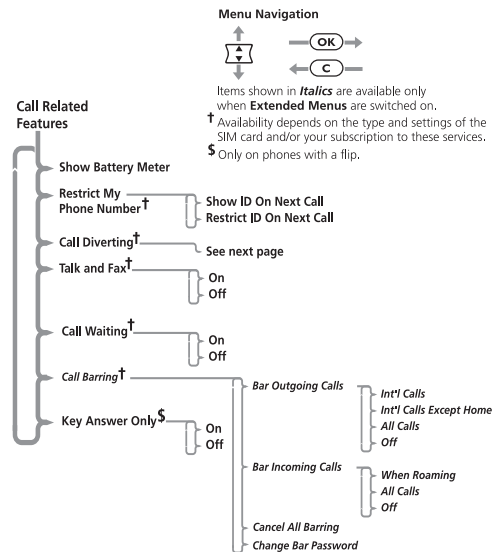 Menu Navigation
OK
C
Items shown in Italics are available only
when Extended Menus are switched on.
† Availability depends on the type and settings of the
SIM card and/or your subscription to these services.
$ Only on phones with a flip.
Call Related
Features
Show Battery Meter
Restrict My
Phone Number†
Show ID On Next Call
Restrict ID On Next Call
Call Diverting†
See next page
Talk and Fax†
On
Off
Call Waiting†
On
Off
Call Barring†
Bar Outgoing Calls
Int'l Calls
Int'l Calls Except Home
All Calls
Off
Key Answer Only$
On
Off
Bar Incoming Calls
When Roaming
All Calls
Off
Cancel All Barring
Change Bar Password